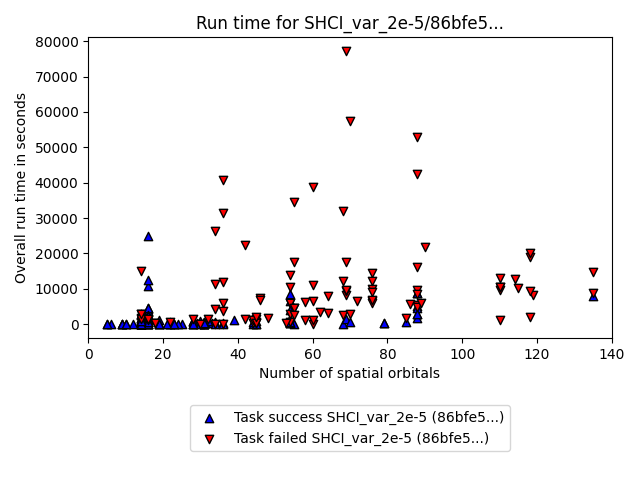 Run time for SHCI_var_2e-5/86bfe5...
Overall run time in seconds
80000
70000
60000
50000
40000
30000
20000
10000
0
0 20 40 60 80 100 120 140
Number of spatial orbitals
Task success SHCI_var_2e-5 (86bfe5...)
Task failed SHCI_var_2e-5 (86bfe5...)